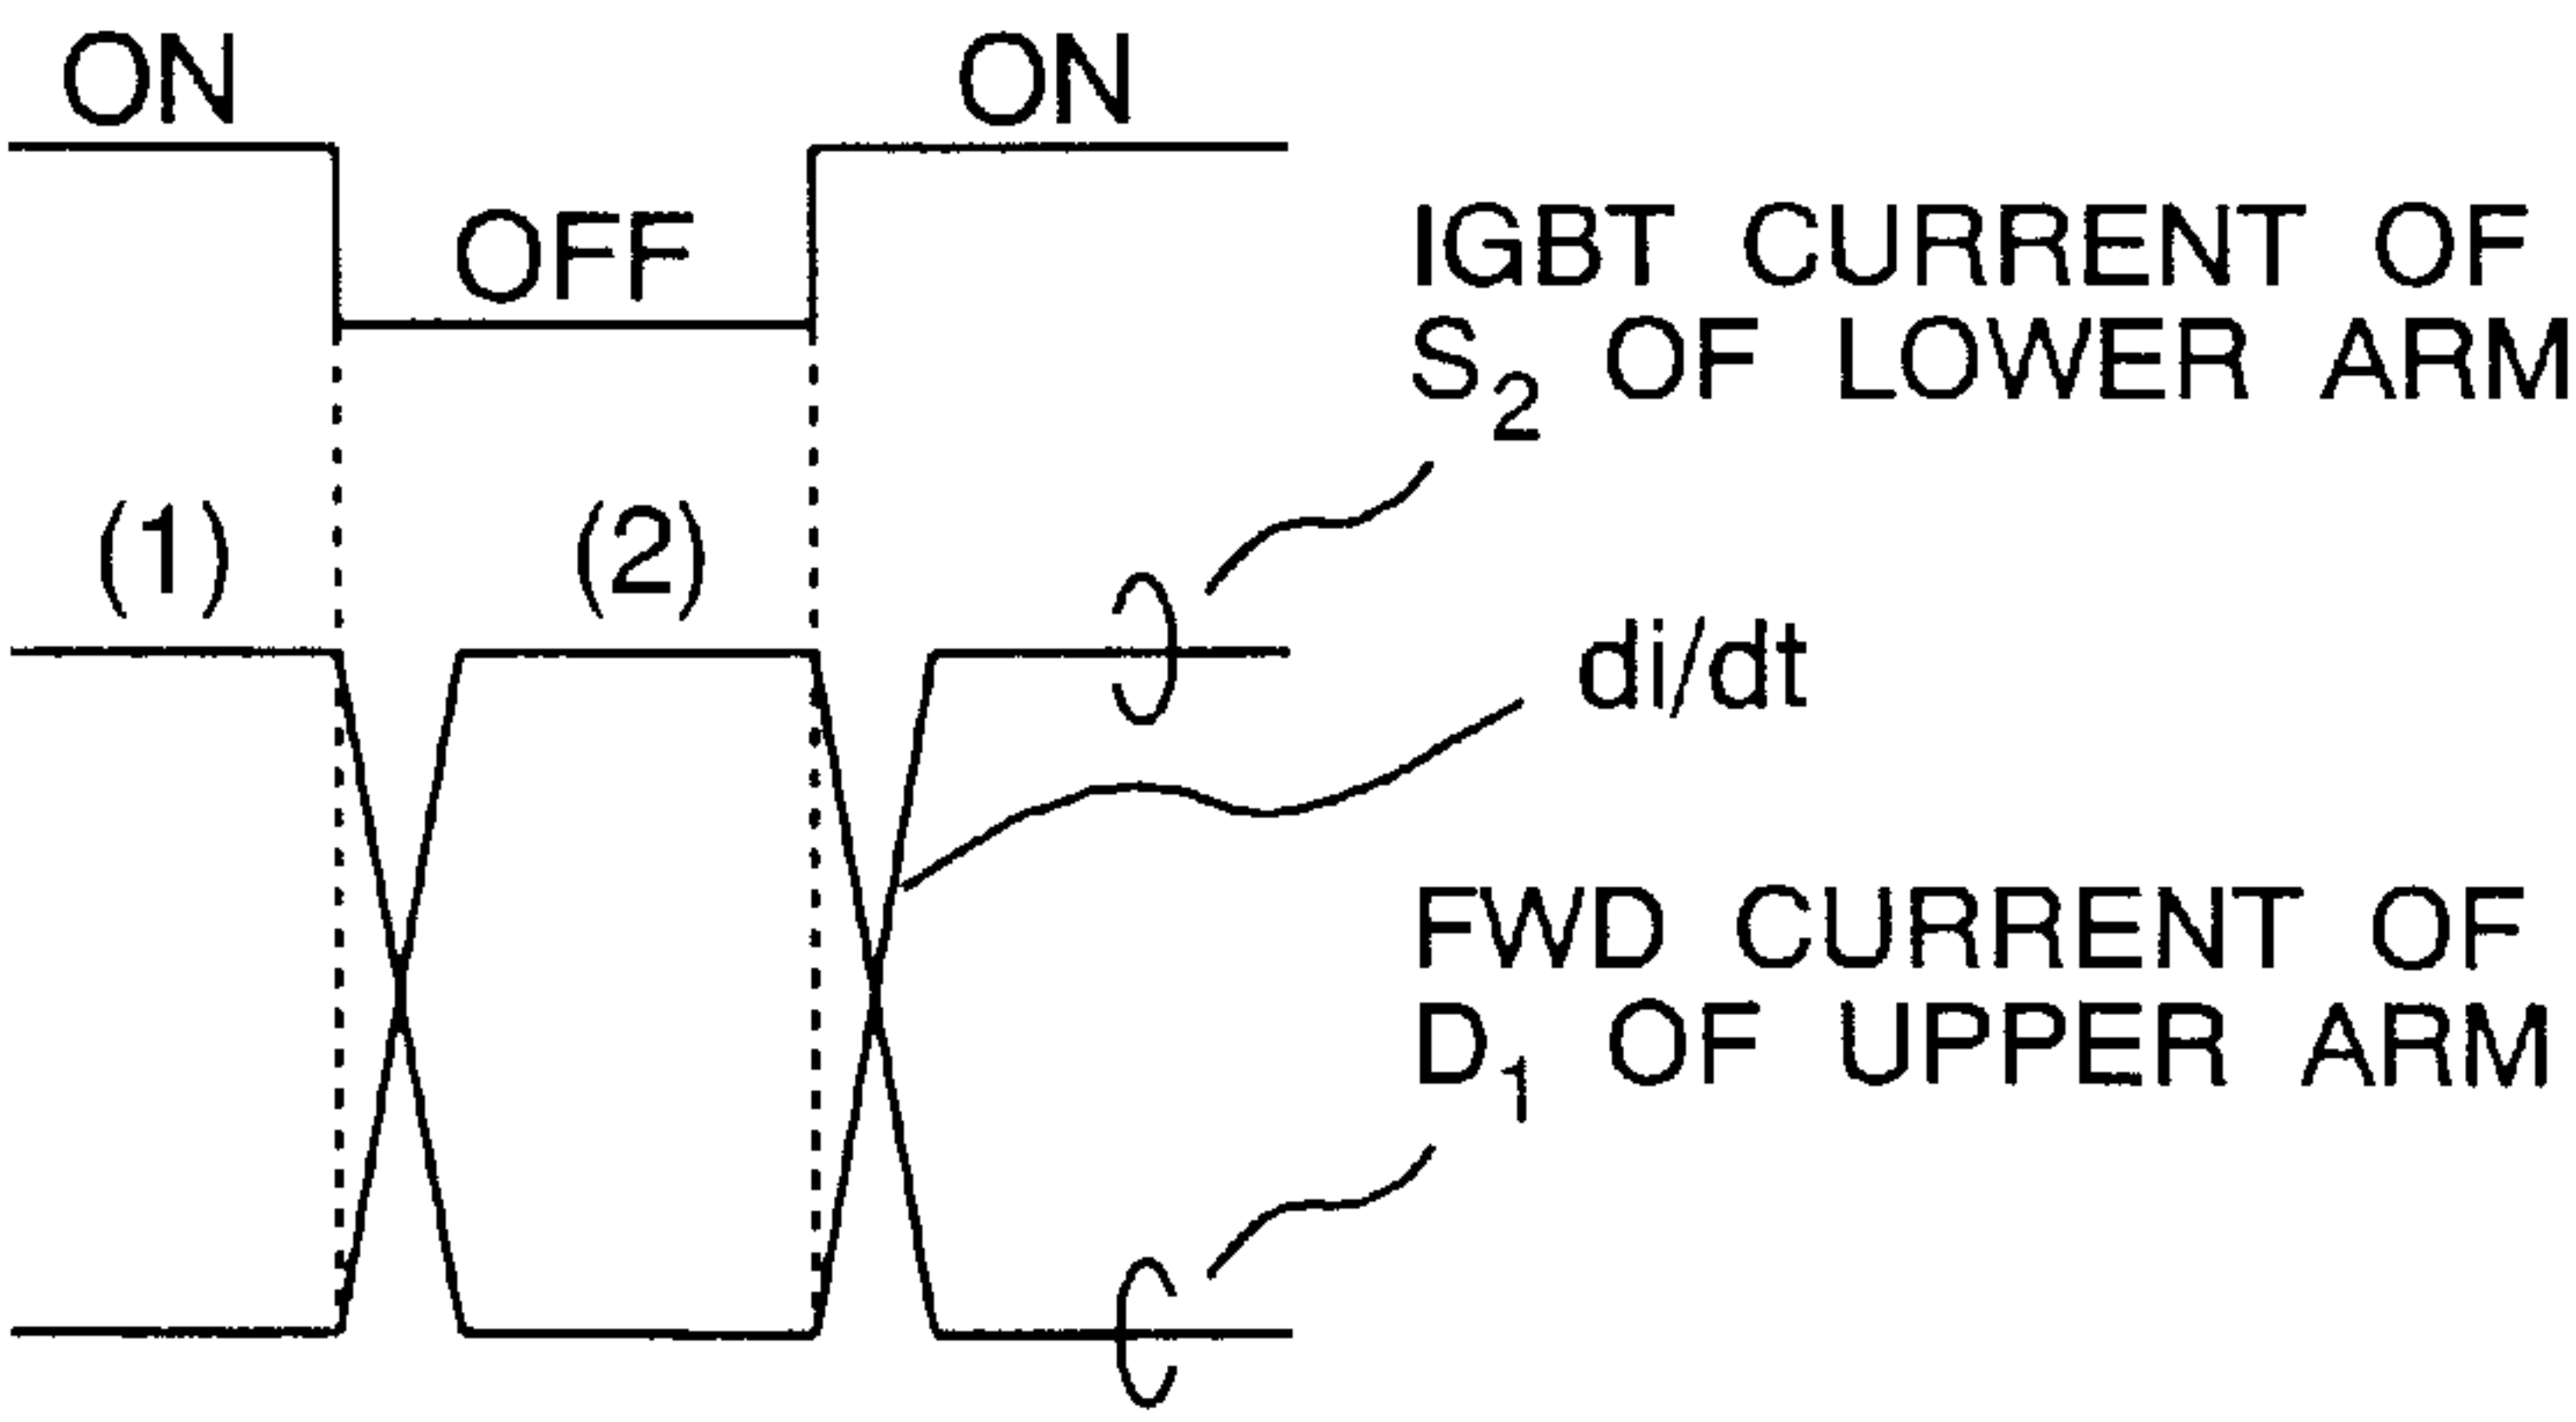 ON
ON
OFF
IGBT CURRENT OF
S2 OF LOWER ARM
(1)
(2)
di/dt
FWD CURRENT OF
D1 OF UPPER ARM